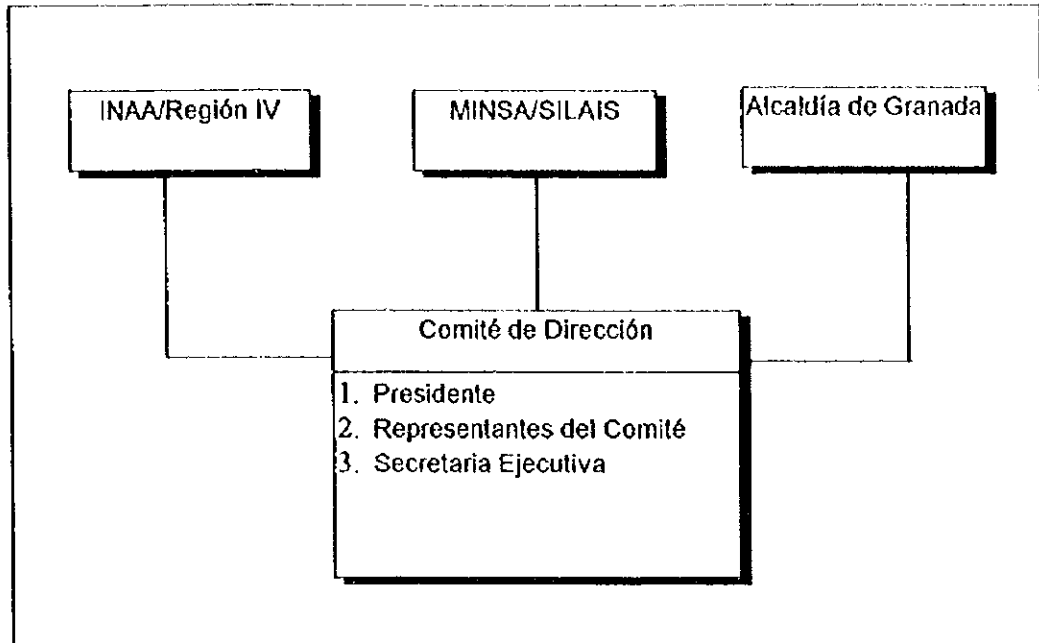 INAA/Región IV
MINSA/SILAIS
Alcaldía de Granada
Comité de Dirección
1. Presidente
2. Representantes del Comité
3. Secretaria Ejecutiva